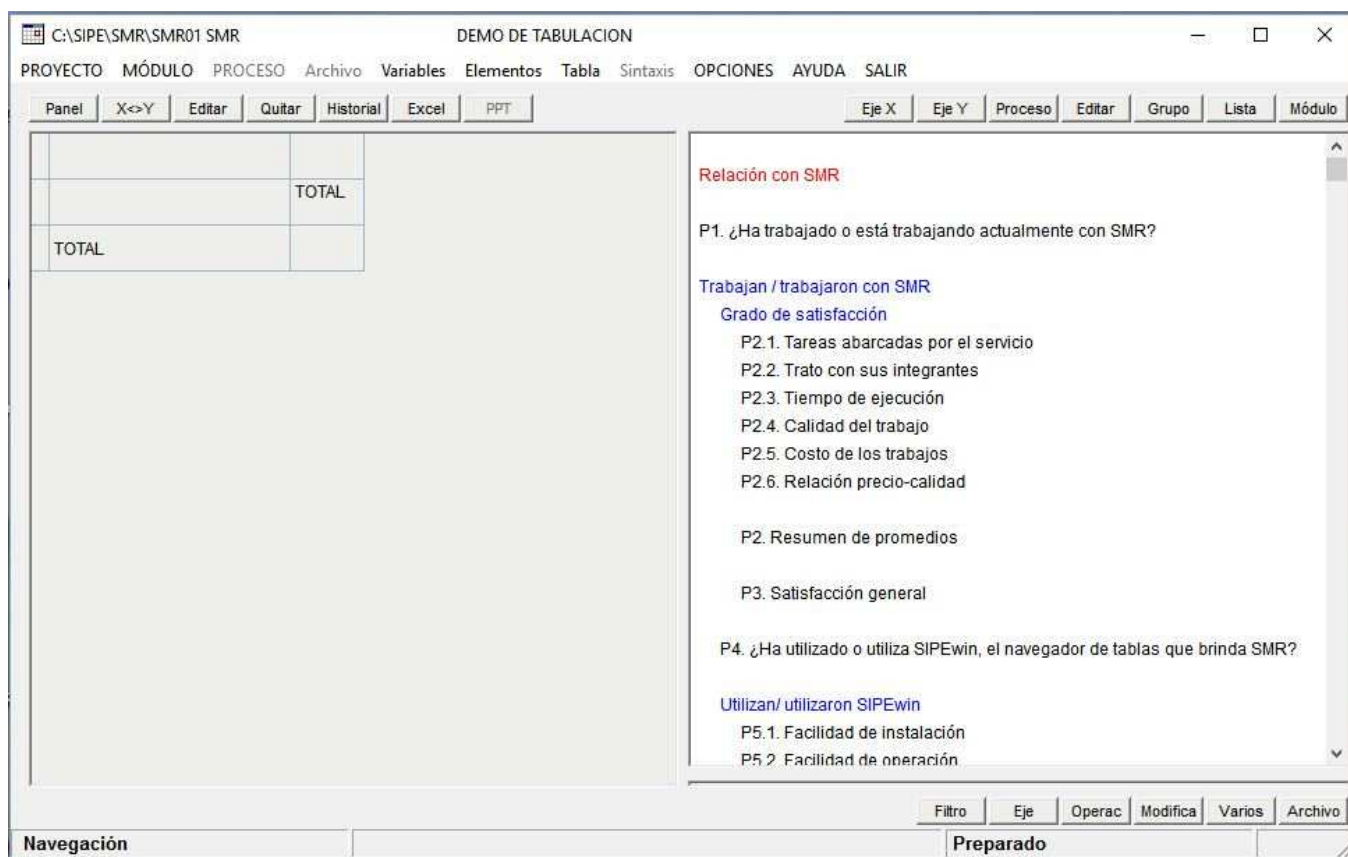 C:\SIPE\SMR\SMR01 SMR DEMO DE TABULACION
PROYECTO MÓDULO PROCESO Archivo Variables Elementos Tabla Sintaxis OPCIONES AYUDA SALIR
Panel X<>Y Editar Quitar Historial Excel PPT Eje X Eje Y Proceso Editar Grupo Lista Módulo
TOTAL
TOTAL
Relación con SMR
P1. ¿Ha trabajado o está trabajando actualmente con SMR?
Trabajan / trabajaron con SMR
Grado de satisfacción
P2.1. Tareas abarcadas por el servicio
P2.2. Trato con sus integrantes
P2.3. Tiempo de ejecución
P2.4. Calidad del trabajo
P2.5. Costo de los trabajos
P2.6. Relación precio-calidad
P2. Resumen de promedios
P3. Satisfacción general
P4. ¿Ha utilizado o utiliza SIPEwin, el navegador de tablas que brinda SMR?
Utilizan/ utilizaron SIPEwin
P5.1. Facilidad de instalación
P5.2. Facilidad de operación
Filtro Eje Operac Modifica Varios Archivo
Navegación Preparado